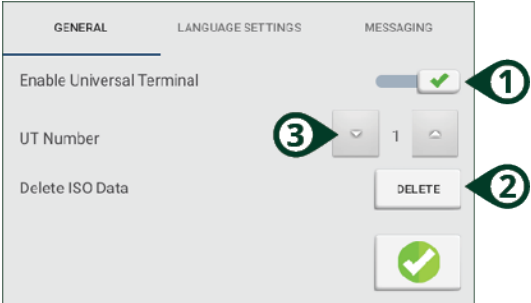 GENERAL LANGUAGE SETTINGS MESSAGING
Enable Universal Terminal 1
UT Number 3 1
Delete ISO Data DELETE 2